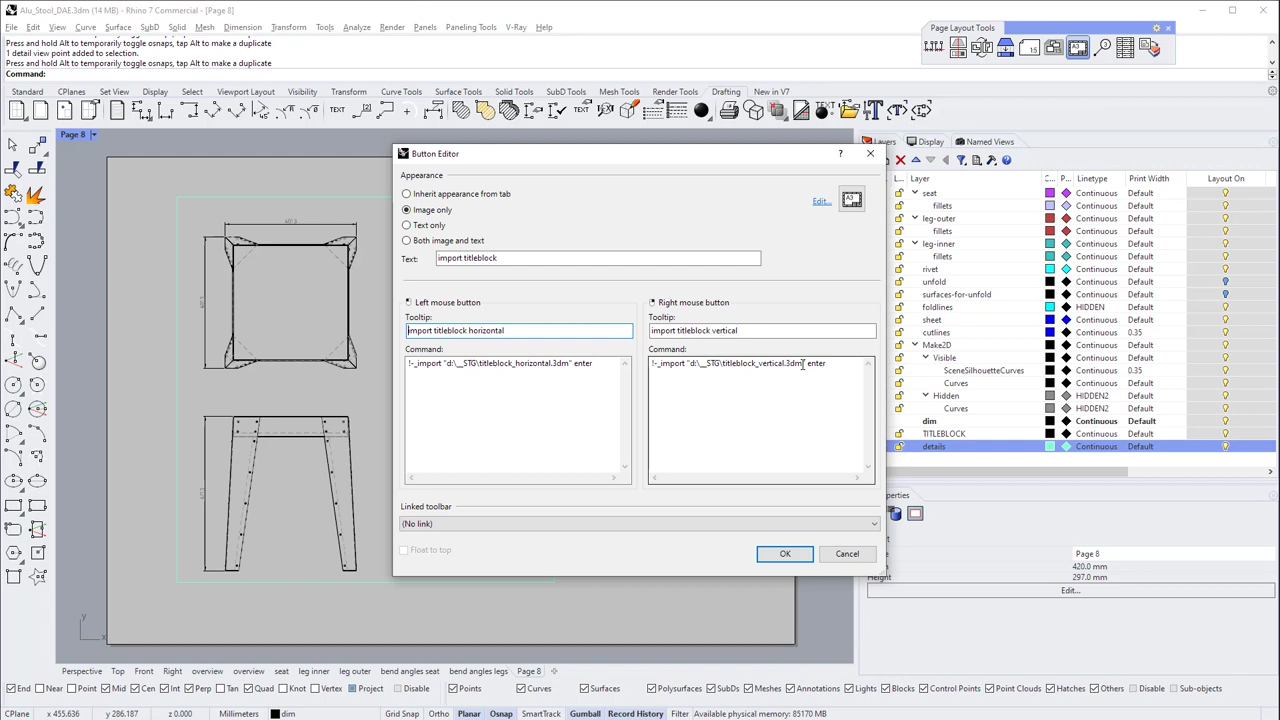 Alu_Stool_DAE.3dm (14 MB) - Rhino 7 Commercial - [Page 8]
File Edit View Curve Surface SubD Solid Mesh Dimension Transform Tools Analyze Render Panels Paneling Tools V-Ray Help
Press and hold Alt to temporarily toggle osnaps, tap Alt to make a duplicate
1 detail view point added to selection.
Press and hold Alt to temporarily toggle osnaps, tap Alt to make a duplicate
Command:
Page Layout Tools
Standard CPlanes Set View Display Select Viewport Layout Visibility Transform Curve Tools Surface Tools Solid Tools SubD Tools Mesh Tools Render Tools Drafting New in V7
Page 8
Layers Display Named Views
Button Editor
?
Appearance
Inherit appearance from tab
Image only
Text only
Both image and text
Edit...
A3
Text: import titleblock
Left mouse button
Tooltip:
import titleblock horizontal
Command:
!-_import "d:\__STG\titleblock_horizontal.3dm" enter
Right mouse button
Tooltip:
import titleblock vertical
Command:
!-_import "d:\__STG\titleblock_vertical.3dm" enter
Linked toolbar
(No link)
Float to top
OK Cancel
L... Layer C... P... Linetype Print Width Layout On
seat Continuous Default
fillets Continuous Default
leg-outer Continuous Default
fillets Continuous Default
leg-inner Continuous Default
fillets Continuous Default
rivet Continuous Default
unfold Continuous Default
surfaces-for-unfold Continuous Default
foldlines HIDDEN Default
sheet Continuous Default
cutlines Continuous 0.35
Make2D Continuous Default
Visible Continuous Default
SceneSilhouetteCurves Continuous 0.35
Curves Continuous Default
Hidden HIDDEN2 Default
Curves HIDDEN2 Default
dim Continuous Default
TITLEBLOCK Continuous Default
details Continuous Default
Page 8
420.0 mm
Height 297.0 mm
Edit...
y
x
Perspective Top Front Right overview overview seat leg inner leg outer bend angles seat bend angles legs Page 8
End Near Point Mid Cen Int Perp Tan Quad Knot Vertex Project Disable Points Curves Surfaces Polysurfaces SubDs Meshes Annotations Lights Blocks Control Points Point Clouds Hatches Others Disable Sub-objects
CPlane x 455.636 y 286.187 z 0.000 Millimeters dim Grid Snap Ortho Planar Osnap SmartTrack Gumball Record History Filter Available physical memory: 85170 MB